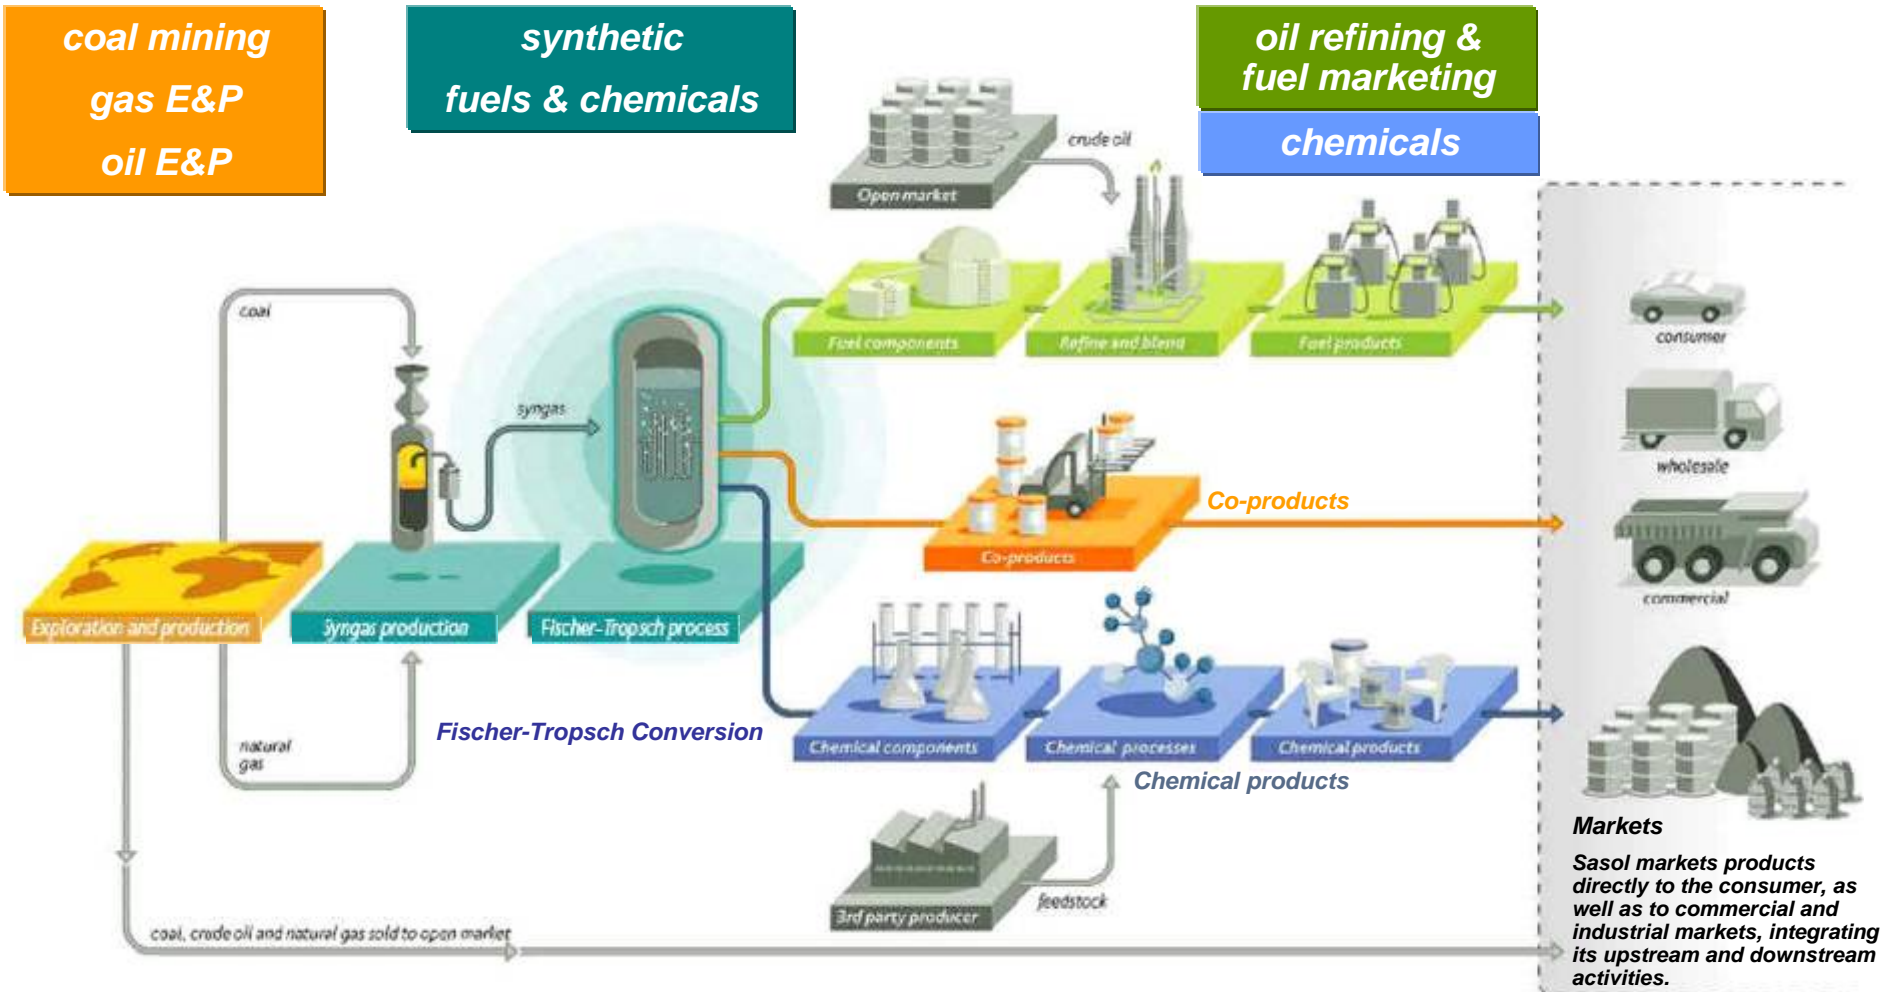 coal mining
gas E&P
oil E&P
synthetic
fuels & chemicals
oil refining &
fuel marketing
chemicals
crude oil
Open market
coal
Fuel components
Refine and blend
Fuel products
consumer
syngas
wholesale
Co-products
Co-products
commercial
Exploration and production
Syngas production
Fischer-Tropsch process
Fischer-Tropsch Conversion
natural
gas
Chemical components
Chemical processes
Chemical products
Chemical products
feedstock
3rd party producer
coal, crude oil and natural gas sold to open market
Markets
Sasol markets products
directly to the consumer, as
well as to commercial and
industrial markets, integrating
its upstream and downstream
activities.